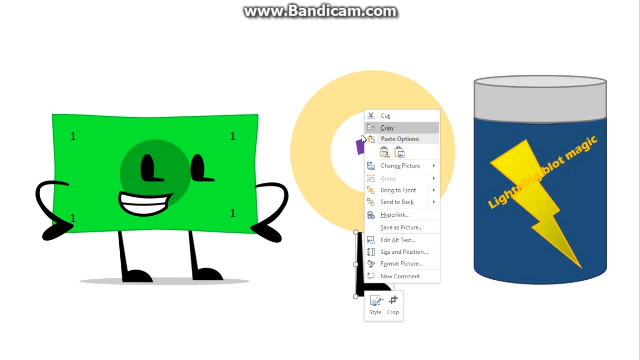 www.Bandicam.com
1
1
1
1
Cut
Copy
Paste Options:
Change Picture
Group
Bring to Front
Send to Back
Hyperlink...
Save as Picture...
Edit Alt Text...
Size and Position...
Format Picture...
New Comment
Style
Crop
Lightning blot magic